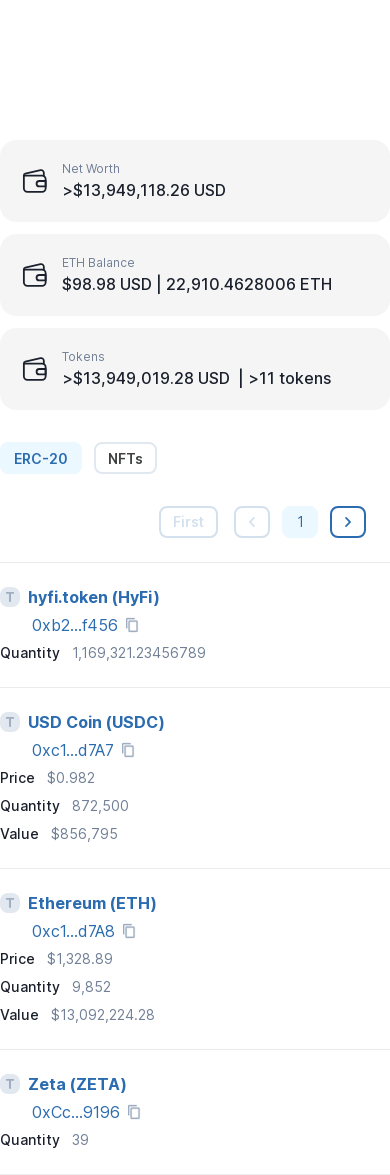 Net Worth
>$13,949,118.26 USD
ETH Balance
$98.98 USD | 22,910.4628006 ETH
Tokens
>$13,949,019.28 USD | >11 tokens
ERC-20 NFTs
First 1
T hyfi.token (HyFi)
0xb2...f456
Quantity 1,169,321.23456789
T USD Coin (USDC)
0xc1...d7A7
Price $0.982
Quantity 872,500
Value $856,795
T Ethereum (ETH)
0xc1...d7A8
Price $1,328.89
Quantity 9,852
Value $13,092,224.28
T Zeta (ZETA)
0xCc...9196
Quantity 39